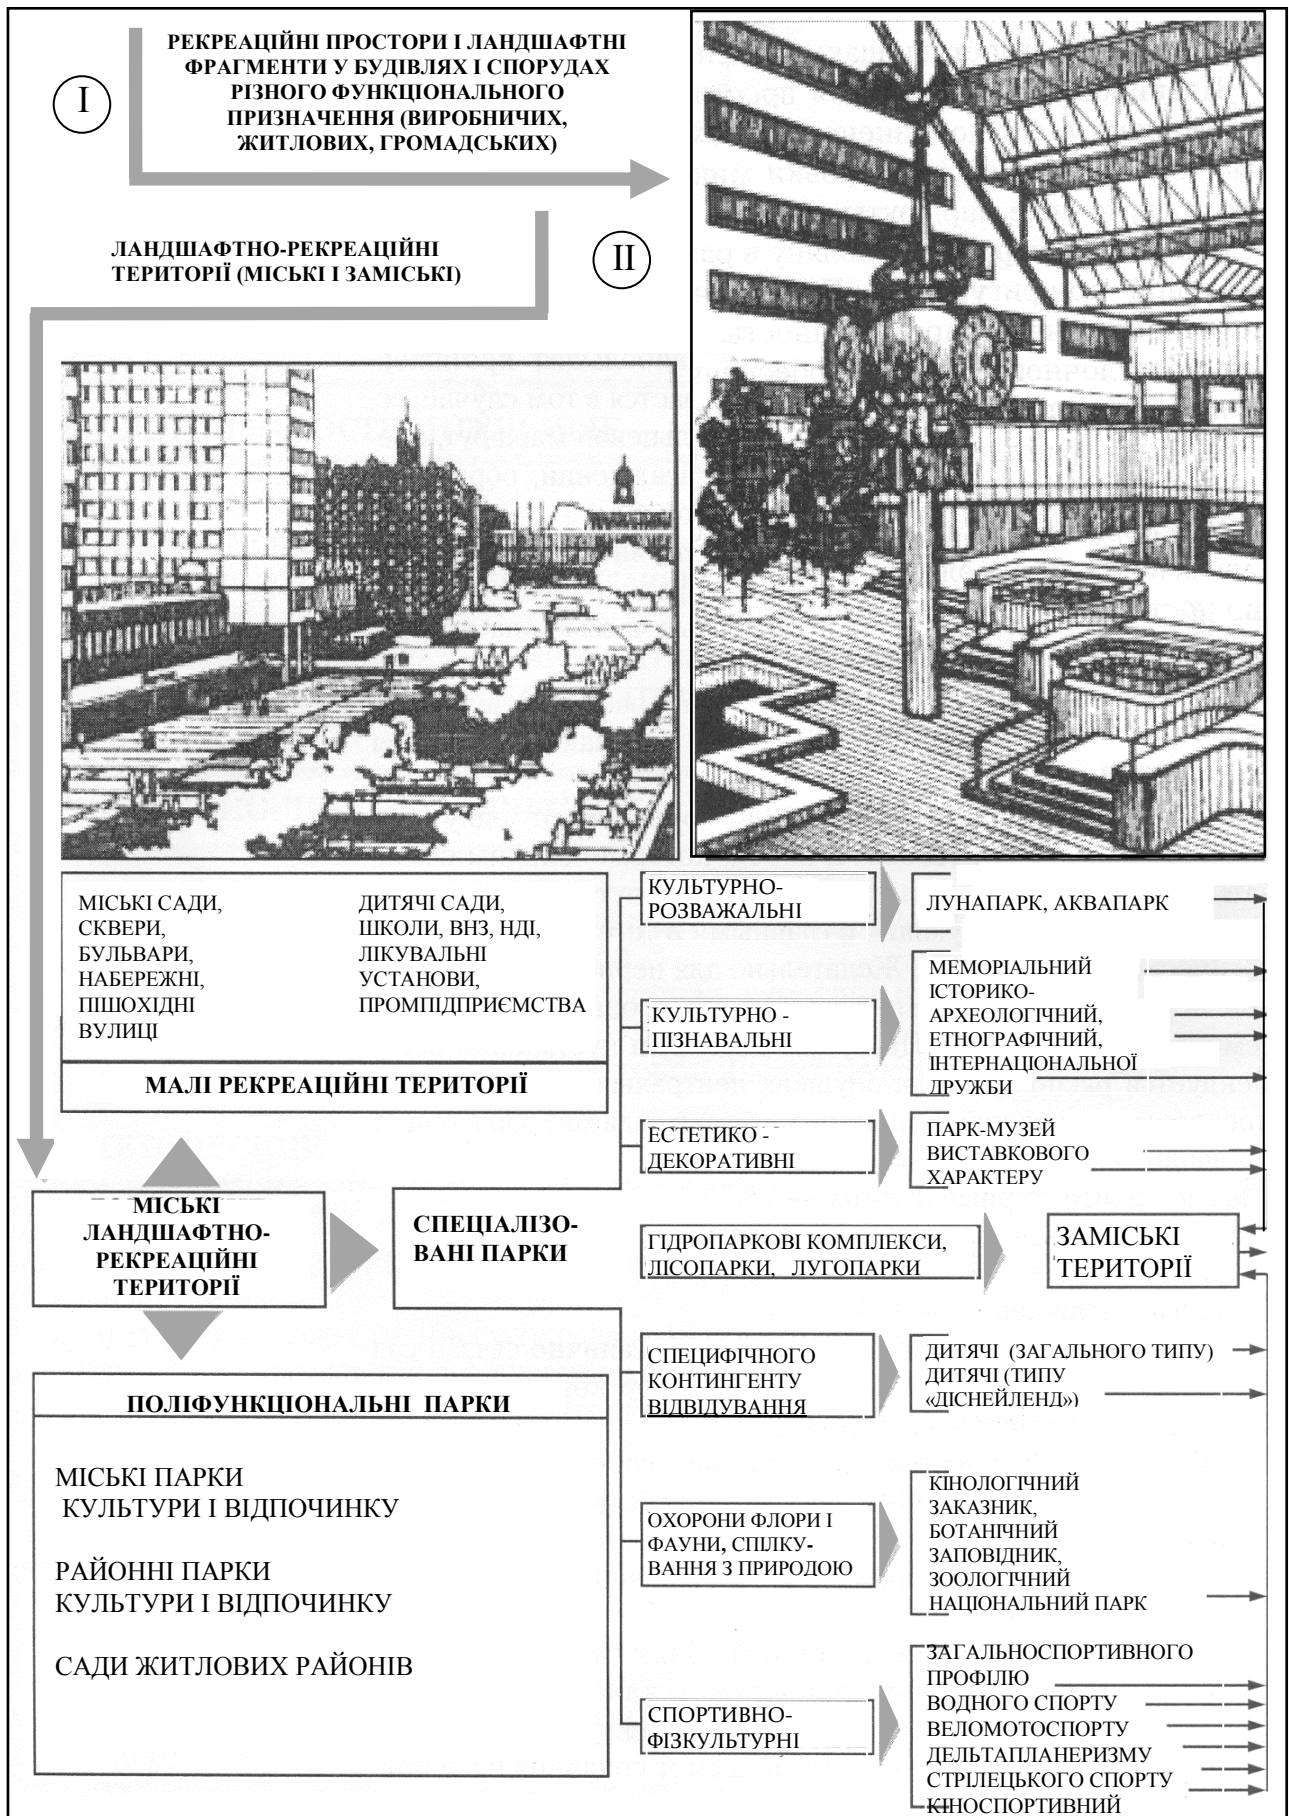 РЕКРЕАЦІЙНІ ПРОСТОРИ І ЛАНДШАФТНІ
ФРАГМЕНТИ У БУДІВЛЯХ І СПОРУДАХ
РІЗНОГО ФУНКЦІОНАЛЬНОГО
ПРИЗНАЧЕННЯ (ВИРОБНИЧИХ,
ЖИТЛОВИХ, ГРОМАДСЬКИХ)
I
ЛАНДШАФТНО-РЕКРЕАЦІЙНІ
ТЕРИТОРІЇ (МІСЬКІ І ЗАМІСЬКІ)
II
МІСЬКІ САДИ,
СКВЕРИ,
БУЛЬВАРИ,
НАБЕРЕЖНІ,
ПІШОХІДНІ
ВУЛИЦІ
ДИТЯЧІ САДИ,
ШКОЛИ, ВНЗ, НДІ,
ЛІКУВАЛЬНІ
УСТАНОВИ,
ПРОМПІДПРИЄМСТВА
МАЛІ РЕКРЕАЦІЙНІ ТЕРИТОРІЇ
МІСЬКІ
ЛАНДШАФТНО-
РЕКРЕАЦІЙНІ
ТЕРИТОРІЇ
СПЕЦІАЛІЗО-
ВАНІ ПАРКИ
ПОЛІФУНКЦІОНАЛЬНІ ПАРКИ
МІСЬКІ ПАРКИ
КУЛЬТУРИ І ВІДПОЧИНКУ
РАЙОННІ ПАРКИ
КУЛЬТУРИ І ВІДПОЧИНКУ
САДИ ЖИТЛОВИХ РАЙОНІВ
КУЛЬТУРНО-
РОЗВАЖАЛЬНІ
ЛУНАПАРК, АКВАПАРК
КУЛЬТУРНО -
ПІЗНАВАЛЬНІ
МЕМОРІАЛЬНИЙ
ІСТОРИКО-
АРХЕОЛОГІЧНИЙ,
ЕТНОГРАФІЧНИЙ,
ІНТЕРНАЦІОНАЛЬНОЇ
ДРУЖБИ
ЕСТЕТИКО -
ДЕКОРАТИВНІ
ПАРК-МУЗЕЙ
ВИСТАВКОВОГО
ХАРАКТЕРУ
ГІДРОПАРКОВІ КОМПЛЕКСИ,
ЛІСОПАРКИ, ЛУГОПАРКИ
ЗАМІСЬКІ
ТЕРИТОРІЇ
СПЕЦИФІЧНОГО
КОНТИНГЕНТУ
ВІДВІДУВАННЯ
ДИТЯЧІ (ЗАГАЛЬНОГО ТИПУ)
ДИТЯЧІ (ТИПУ
«ДІСНЕЙЛЕНД»)
ОХОРОНИ ФЛОРИ І
ФАУНИ, СПІЛКУ-
ВАННЯ З ПРИРОДОЮ
КІНОЛОГІЧНИЙ
ЗАКАЗНИК,
БОТАНІЧНИЙ
ЗАПОВІДНИК,
ЗООЛОГІЧНИЙ
НАЦІОНАЛЬНИЙ ПАРК
СПОРТИВНО-
ФІЗКУЛЬТУРНІ
ЗАГАЛЬНОСПОРТИВНОГО
ПРОФІЛЮ
ВОДНОГО СПОРТУ
ВЕЛОМОТОСПОРТУ
ДЕЛЬТАПЛАНЕРИЗМУ
СТРІЛЕЦЬКОГО СПОРТУ
КІНОСПОРТИВНИЙ